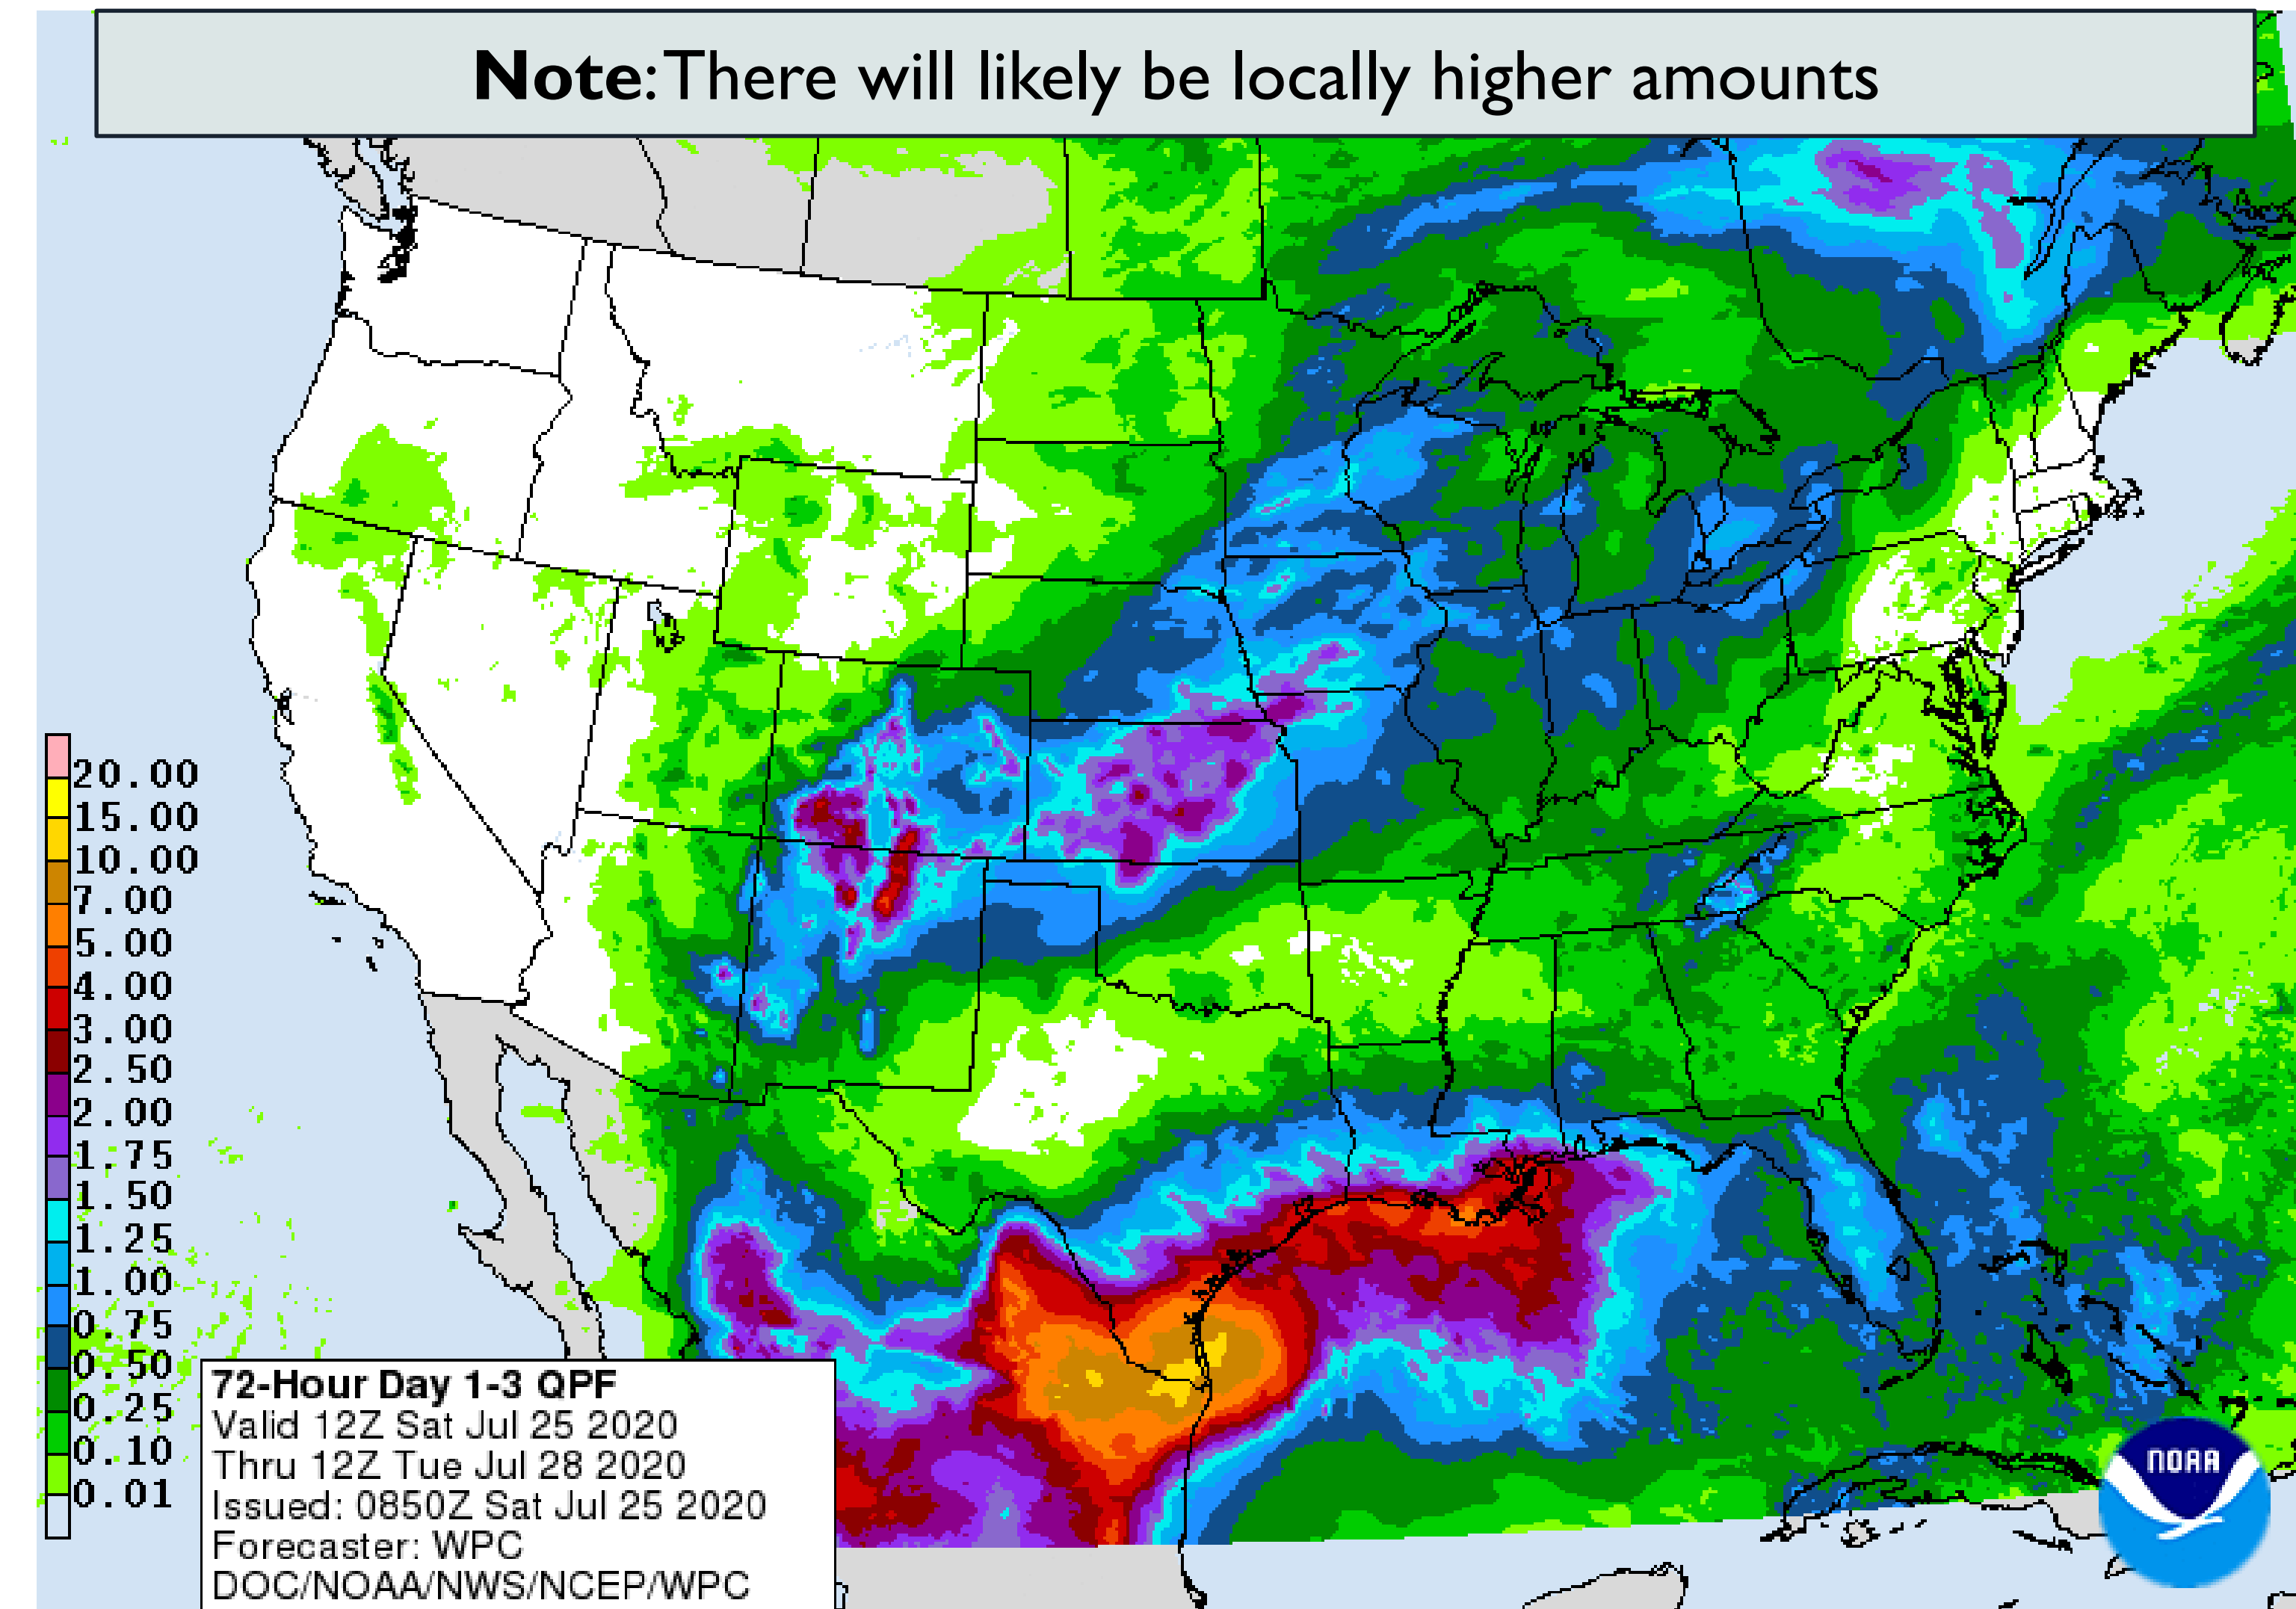 Note: There will likely be locally higher amounts
20.00
15.00
10.00
7.00
5.00
4.00
3.00
2.50
2.00
1.75
1.50
1.25
1.00
0.75
0.50
0.25
0.10
0.01
72-Hour Day 1-3 QPF
Valid 12Z Sat Jul 25 2020
Thru 12Z Tue Jul 28 2020
Issued: 0850Z Sat Jul 25 2020
Forecaster: WPC
DOC/NOAA/NWS/NCEP/WPC
NOAA